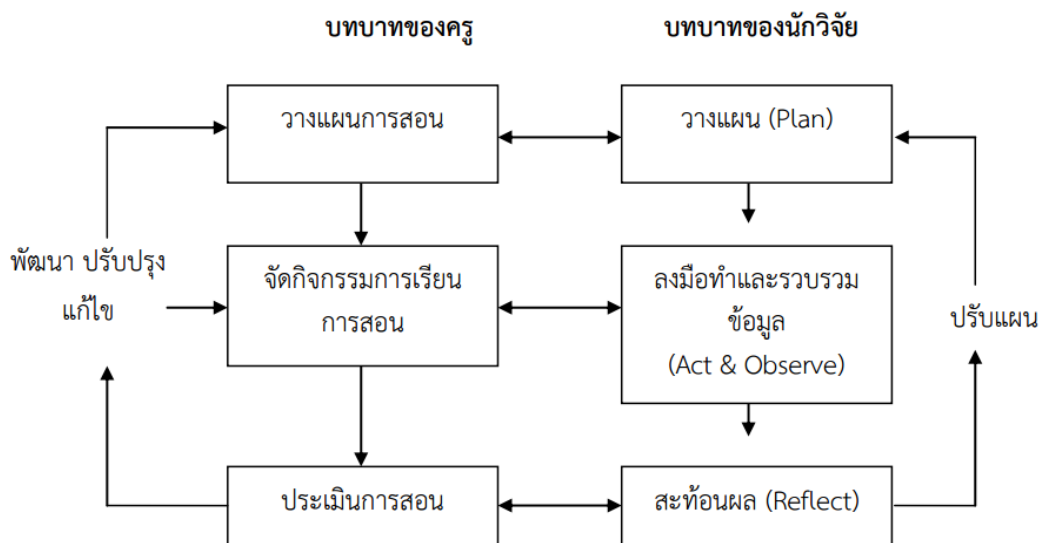 บทบาทของครู
บทบาทของนักวิจัย
วางแผนการสอน
วางแผน (Plan)
พัฒนา ปรับปรุง
แก้ไข
จัดกิจกรรมการเรียน
การสอน
ลงมือทำและรวบรวม
ข้อมูล
(Act & Observe)
ปรับแผน
ประเมินการสอน
สะท้อนผล (Reflect)